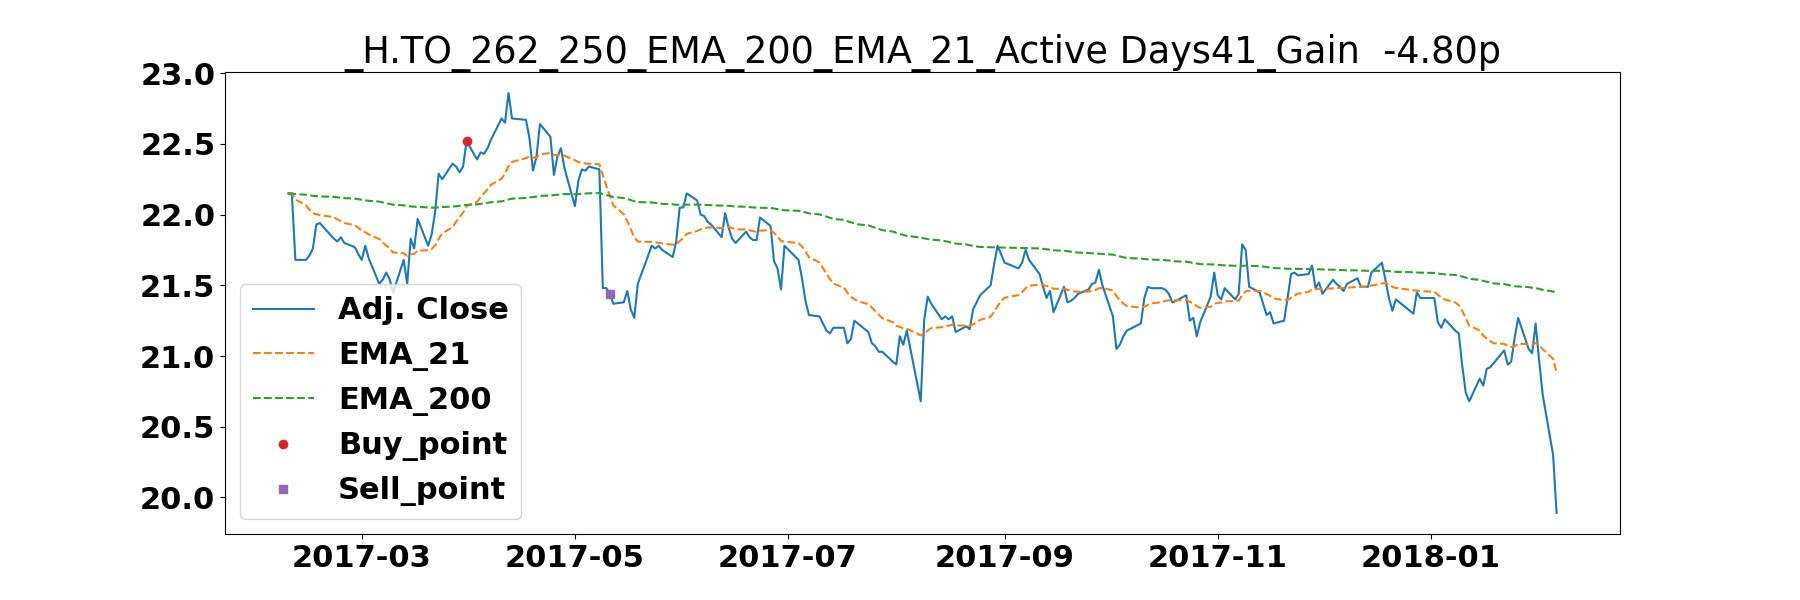 _H.TO_262_250_EMA_200_EMA_21_Active Days41_Gain  -4.80p
23.0
22.5
22.0
21.5
21.0
20.5
20.0
Adj. Close
EMA_21
EMA_200
Buy_point
Sell_point
2017-03 2017-05 2017-07 2017-09 2017-11 2018-01